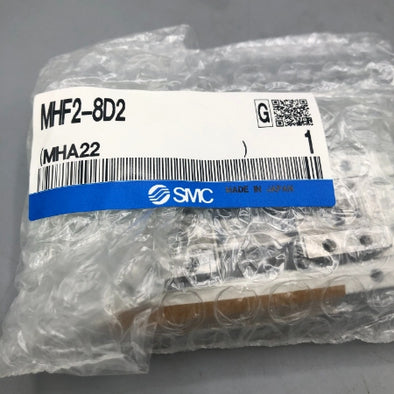 MHF2-8D2
G
(MHA22 )
1
SMC MADE IN JAPAN